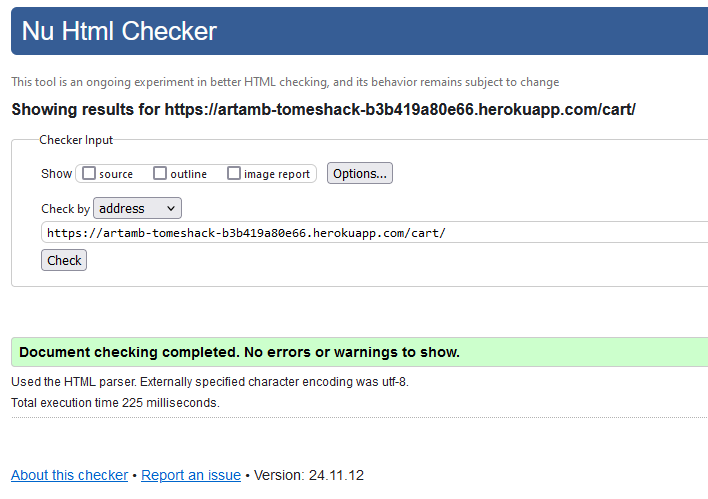 Nu Html Checker
This tool is an ongoing experiment in better HTML checking, and its behavior remains subject to change
Showing results for https://artamb-tomeshack-b3b419a80e66.herokuapp.com/cart/
Checker Input
Show source outline image report Options...
Check by address
https://artamb-tomeshack-b3b419a80e66.herokuapp.com/cart/
Check
Document checking completed. No errors or warnings to show.
Used the HTML parser. Externally specified character encoding was utf-8.
Total execution time 225 milliseconds.
About this checker • Report an issue • Version: 24.11.12